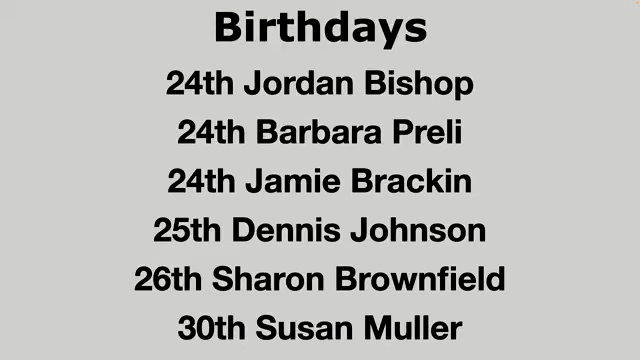 Birthdays
24th Jordan Bishop
24th Barbara Preli
24th Jamie Brackin
25th Dennis Johnson
26th Sharon Brownfield
30th Susan Muller